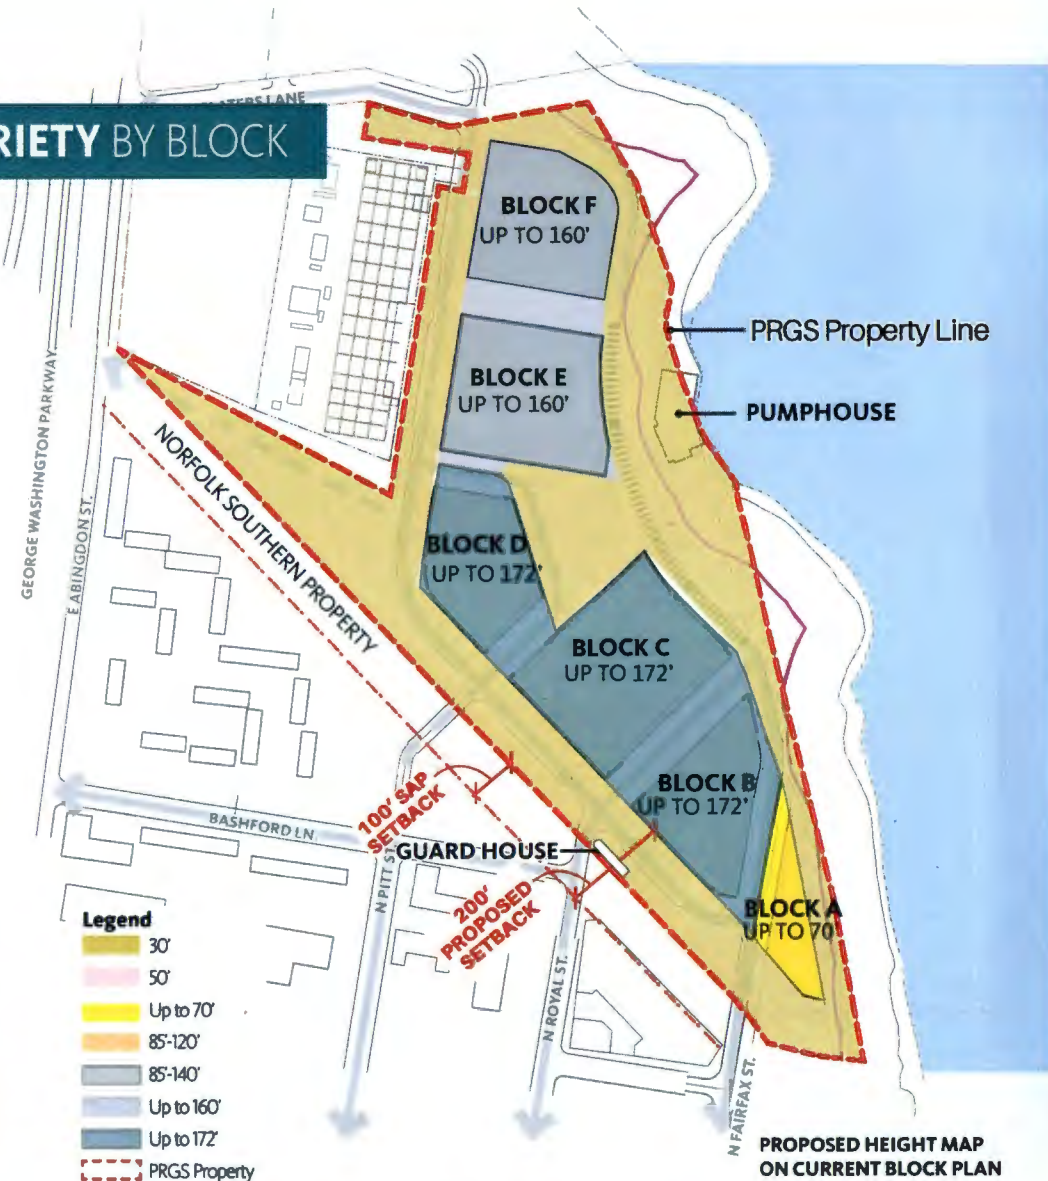 RIETY BY BLOCK
BLOCK F
UP TO 160'
PRGS Property Line
BLOCK E
UP TO 160'
PUMPHOUSE
GEORGE WASHINGTON PARKWAY
E ABINGDON ST.
NORFOLK SOUTHERN PROPERTY
BLOCK D
UP TO 172'
BLOCK C
UP TO 172'
BLOCK B
UP TO 172'
100' SAP
SETBACK
BASHFORD LN
GUARD HOUSE
N PITT ST
200'
PROPOSED
SETBACK
BLOCK A
UP TO 70'
N ROYAL ST.
N FAIRFAX ST.
Legend
30'
50'
Up to 70'
85'-120'
85'-140'
Up to 160'
Up to 172'
PRGS Property
PROPOSED HEIGHT MAP
ON CURRENT BLOCK PLAN